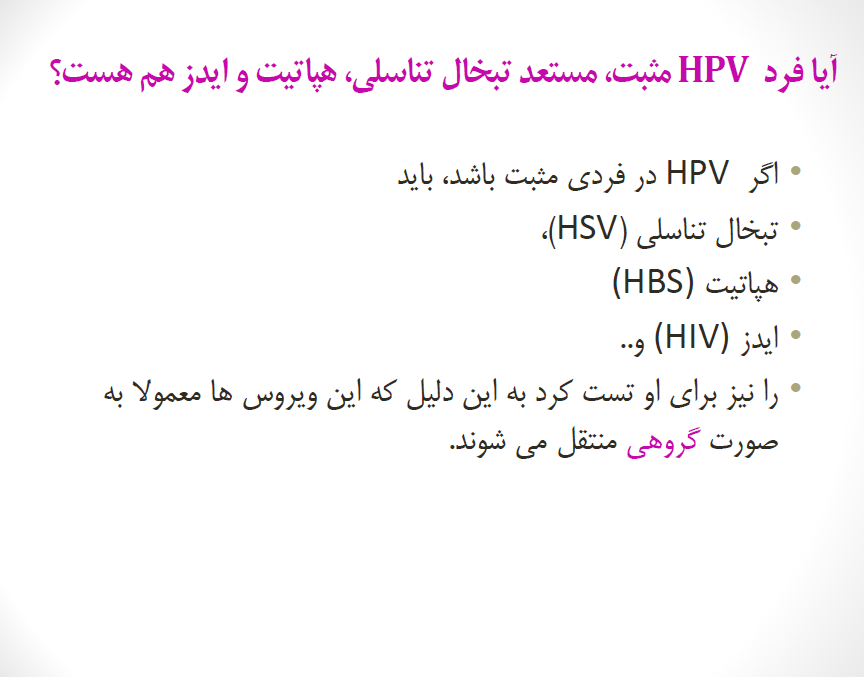 آیا فرد HPV مثبت، مستعد تبخال تناسلی، هپاتیت و ایدز هم هست؟
• اگر HPV در فردی مثبت باشد، باید
• تبخال تناسلی (HSV)،
• هپاتیت (HBS)
• ایدز (HIV) و..
• را نیز برای او تست کرد به این دلیل که این ویروس ها معمولا به
صورت گروهی منتقل می شوند.